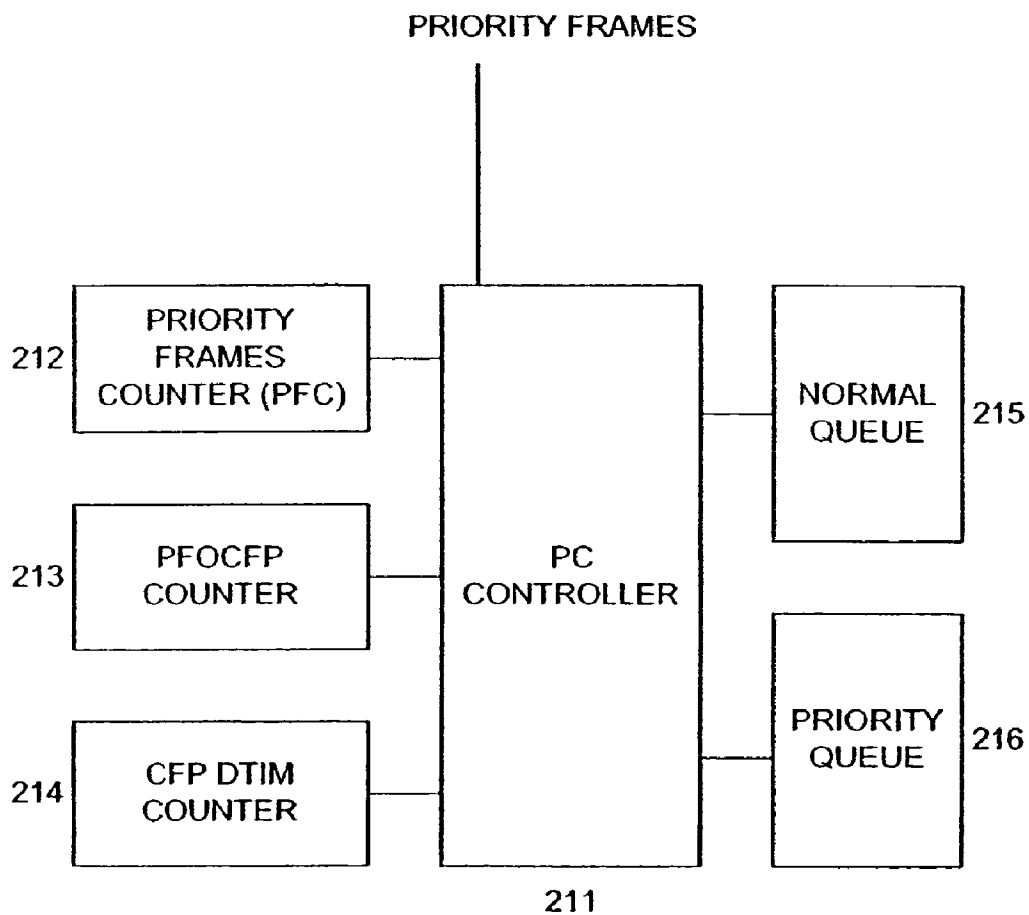 PRIORITY FRAMES
212
PRIORITY
FRAMES
COUNTER (PFC)
213
PFOCFP
COUNTER
214
CFP DTIM
COUNTER
PC
CONTROLLER
211
NORMAL
QUEUE
215
PRIORITY
QUEUE
216